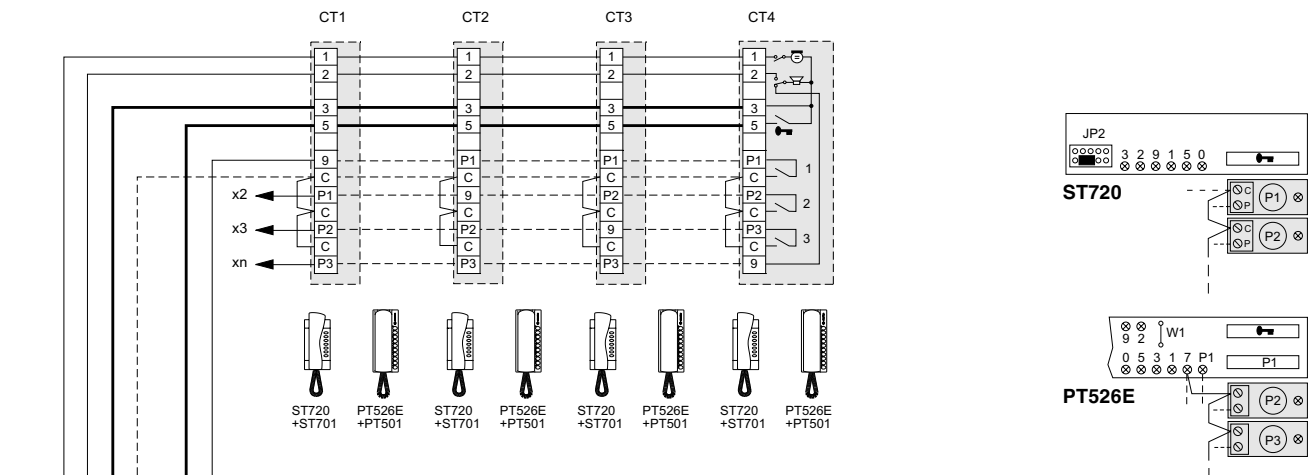 CT1 CT2 CT3 CT4
1 1 1 1
2 2 2 2
3 3 3 3
5 5 5 5
9 P1 P1 P1
C C C C 1
x2 P1 9 P2 P2
C C C C 2
x3 P2 P2 9 P3
C C C C 3
xn P3 P3 P3 9
ST720 PT526E ST720 PT526E ST720 PT526E ST720 PT526E
+ST701 +PT501 +ST701 +PT501 +ST701 +PT501 +ST701 +PT501
JP2
3 2 9 1 5 0
ST720
C P1
P
C P2
P
9 2 W1
0 5 3 1 7 P1 P1
PT526E
P2
P3